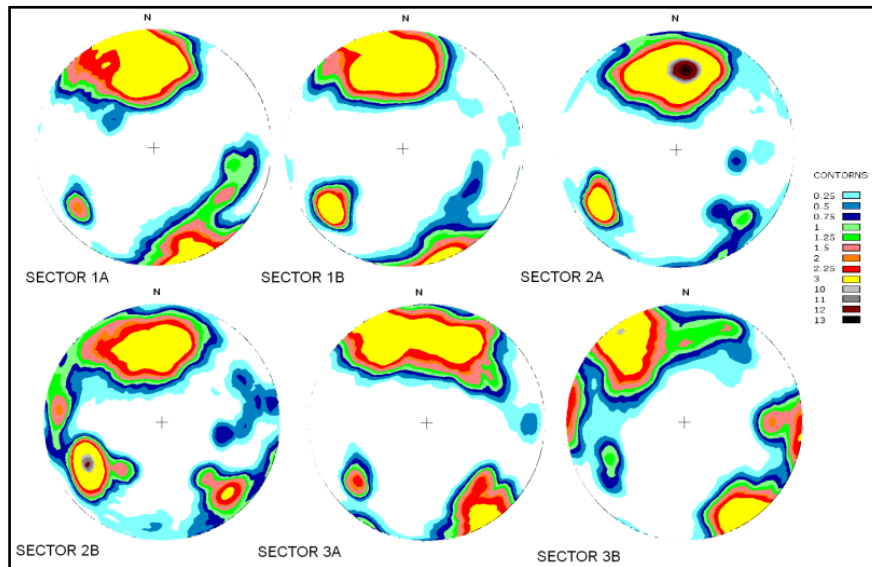 N
N
N
SECTOR 1A
SECTOR 1B
SECTOR 2A
CONTORNS
0.25
0.5
0.75
1
1.25
1.5
2
2.25
3
10
11
12
13
N
N
N
SECTOR 2B
SECTOR 3A
SECTOR 3B